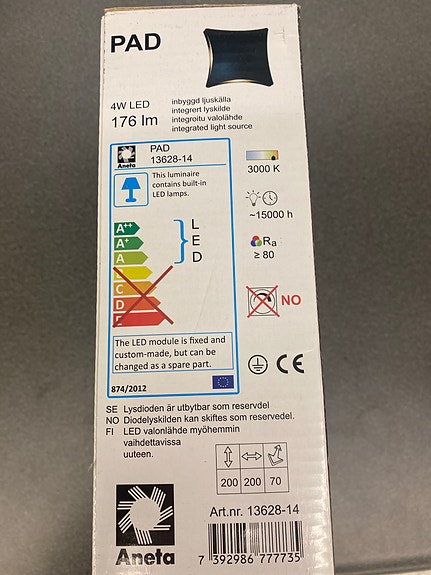 PAD
4W LED
176 lm
inbyggd ljuskälla
integrert lyskilde
integroitu valolähde
integrated light source
Aneta
PAD
13628-14
This luminaire
contains built-in
LED lamps.
A++
A+
A
C
D
E
L
E
D
The LED module is fixed and
custom-made, but can be
changed as a spare part.
874/2012
3000 K
~15000 h
Ra
≥ 80
NO
CE
SE Lysdioden är utbytbar som reservdel
NO Diodelyskilden kan skiftes som reservedel.
FI LED valonlähde myöhemmin
vaihdettavissa
uuteen.
200 200 70
Aneta
Art.nr. 13628-14
7 392986 777735